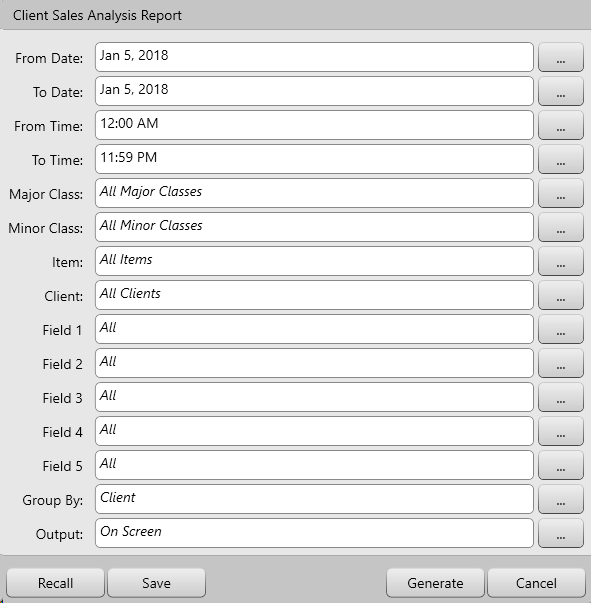 Client Sales Analysis Report
From Date: Jan 5, 2018 ...
To Date: Jan 5, 2018 ...
From Time: 12:00 AM ...
To Time: 11:59 PM ...
Major Class: All Major Classes ...
Minor Class: All Minor Classes ...
Item: All Items ...
Client: All Clients ...
Field 1 All ...
Field 2 All ...
Field 3 All ...
Field 4 All ...
Field 5 All ...
Group By: Client ...
Output: On Screen ...
Recall Save Generate Cancel